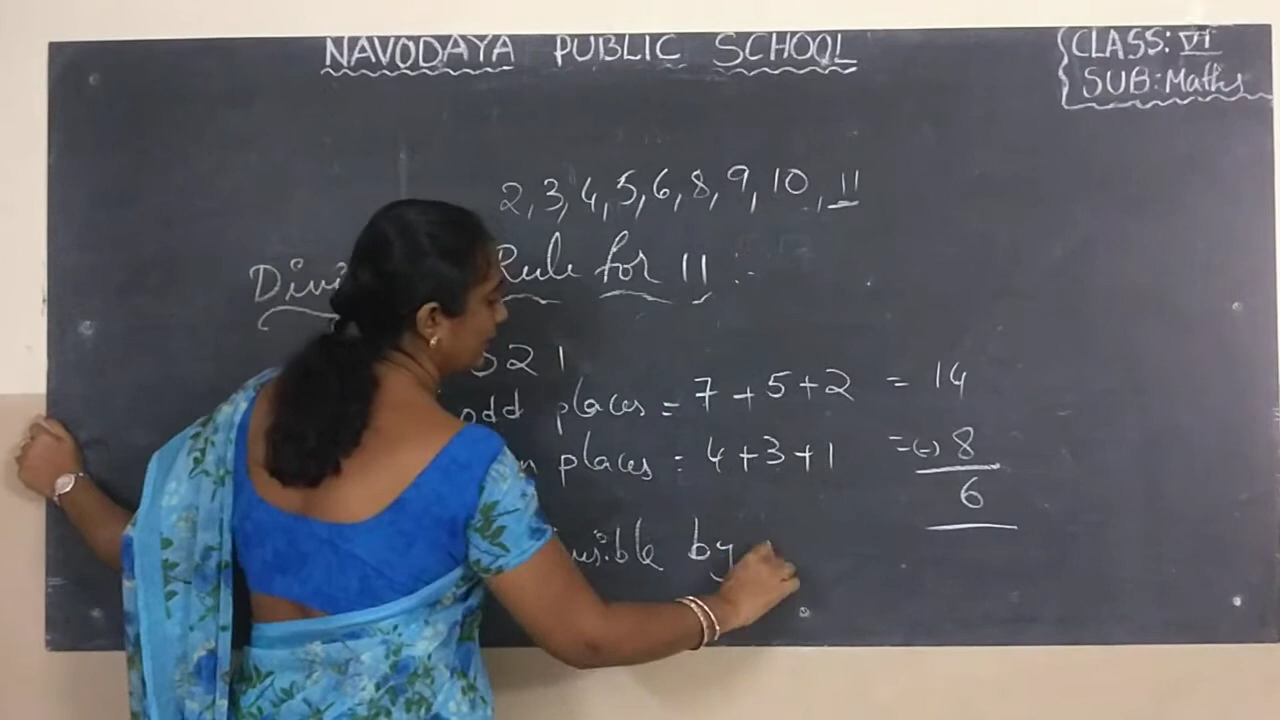 NAVODAYA PUBLIC SCHOOL
CLASS: VI
SUB: Maths
2, 3, 4, 5, 6, 8, 9, 10, 11
Rule for 11 :-
21
odd places = 7 + 5 + 2 = 14
places = 4 + 3 + 1 = (-) 8
6
by